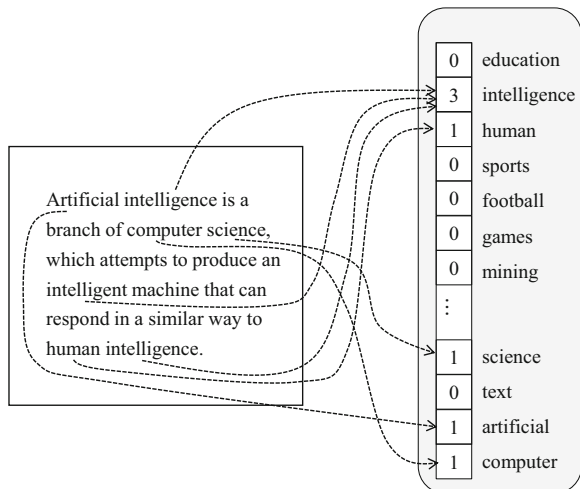 0 education
3 intelligence
1 human
0 sports
0 football
0 games
0 mining
⋮
1 science
0 text
1 artificial
1 computer
Artificial intelligence is a
branch of computer science,
which attempts to produce an
intelligent machine that can
respond in a similar way to
human intelligence.